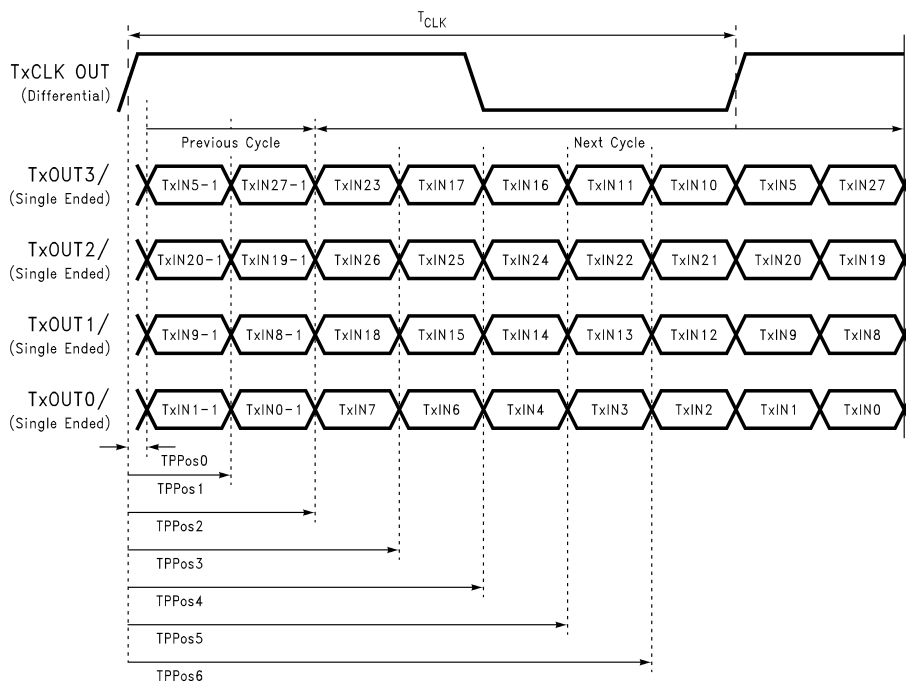 TCLK
TxCLK OUT
(Differential)
Previous Cycle
Next Cycle
TxOUT3/
(Single Ended)
TxIN5-1 TxIN27-1 TxIN23 TxIN17 TxIN16 TxIN11 TxIN10 TxIN5 TxIN27
TxOUT2/
(Single Ended)
TxIN20-1 TxIN19-1 TxIN26 TxIN25 TxIN24 TxIN22 TxIN21 TxIN20 TxIN19
TxOUT1/
(Single Ended)
TxIN9-1 TxIN8-1 TxIN18 TxIN15 TxIN14 TxIN13 TxIN12 TxIN9 TxIN8
TxOUT0/
(Single Ended)
TxIN1-1 TxIN0-1 TxIN7 TxIN6 TxIN4 TxIN3 TxIN2 TxIN1 TxIN0
TPPos0
TPPos1
TPPos2
TPPos3
TPPos4
TPPos5
TPPos6